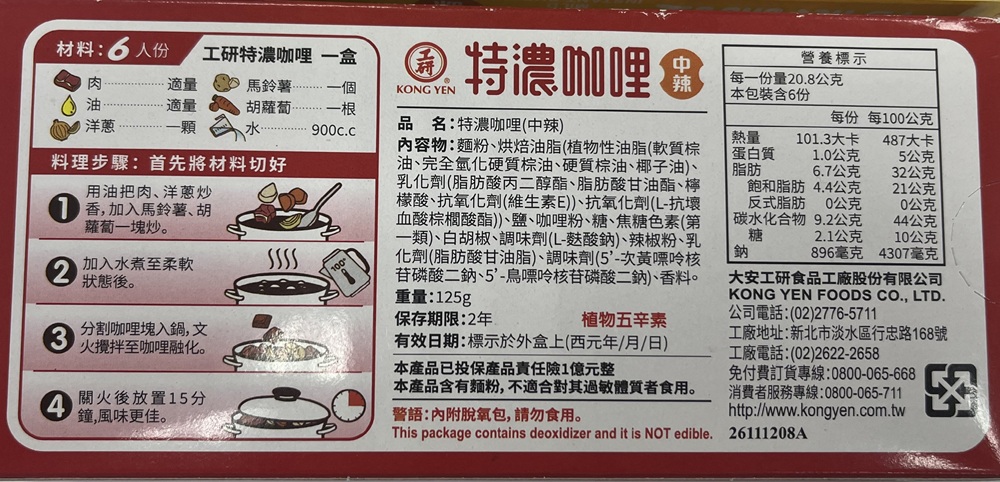 材料:6人份
工研特濃咖哩 一盒
肉 ............ 適量
馬鈴薯 ...... 一個
油 ............ 適量
胡蘿蔔 ...... 一根
洋蔥 ......... 一顆
水 ...... 900c.c
料理步驟:首先將材料切好
1 用油把肉、洋蔥炒
香,加入馬鈴薯、胡
蘿蔔一塊炒。
2 加入水煮至柔軟
狀態後。
100°
3 分割咖哩塊入鍋,文
火攪拌至咖哩融化。
4 關火後放置15分
鐘,風味更佳。
工研
KONG YEN ®
特濃咖哩 中辣
品 名:特濃咖哩(中辣)
內容物:麵粉、烘焙油脂(植物性油脂(軟質棕
油、完全氫化硬質棕油、硬質棕油、椰子油)、
乳化劑(脂肪酸丙二醇酯、脂肪酸甘油酯、檸
檬酸、抗氧化劑(維生素E))、抗氧化劑(L-抗壞
血酸棕櫚酸酯))、鹽、咖哩粉、糖、焦糖色素(第
一類)、白胡椒、調味劑(L-麩酸鈉)、辣椒粉、乳
化劑(脂肪酸甘油脂)、調味劑(5'-次黃嘌呤核
苷磷酸二鈉、5'-鳥嘌呤核苷磷酸二鈉)、香料。
重量:125g
保存期限:2年
植物五辛素
有效日期:標示於外盒上(西元年/月/日)
本產品已投保產品責任險1億元整
本產品含有麵粉,不適合對其過敏體質者食用。
警語:內附脫氧包,請勿食用。
This package contains deoxidizer and it is NOT edible.
營養標示
每一份量20.8公克
本包裝含6份
每份 每100公克
熱量 101.3大卡 487大卡
蛋白質 1.0公克 5公克
脂肪 6.7公克 32公克
飽和脂肪 4.4公克 21公克
反式脂肪 0公克 0公克
碳水化合物 9.2公克 44公克
糖 2.1公克 10公克
鈉 896毫克 4307毫克
大安工研食品工廠股份有限公司
KONG YEN FOODS CO., LTD.
公司電話:(02)2776-5711
工廠地址:新北市淡水區行忠路168號
工廠電話:(02)2622-2658
免付費訂貨專線:0800-065-668
消費者服務專線:0800-065-711
http://www.kongyen.com.tw
26111208A